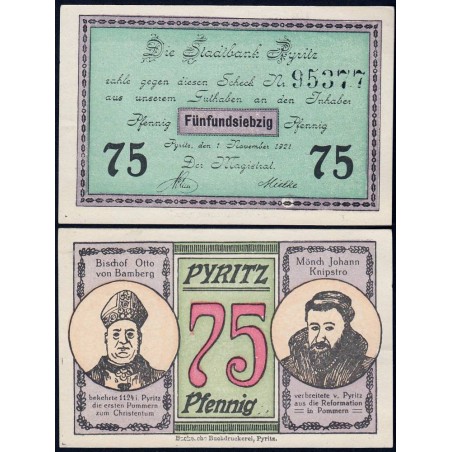 Die Stadtbank Pyritz
zahle gegen diesen Scheck Nr. 95377
aus unserem Guthaben an den Inhaber
Pfennig Fünfundsiebzig Pfennig
75 Pyritz, den 1. November 1921 75
Der Magistrat.
Mielke
Bischof Otto
von Bamberg
bekehrte 1124 i. Pyritz
die ersten Pommern
zum Christentum
PYRITZ
75
Pfennig
Mönch Johann
Knipstro
verbreitete v. Pyritz
aus die Reformation
in Pommern
Buchdruckerei, Pyritz.